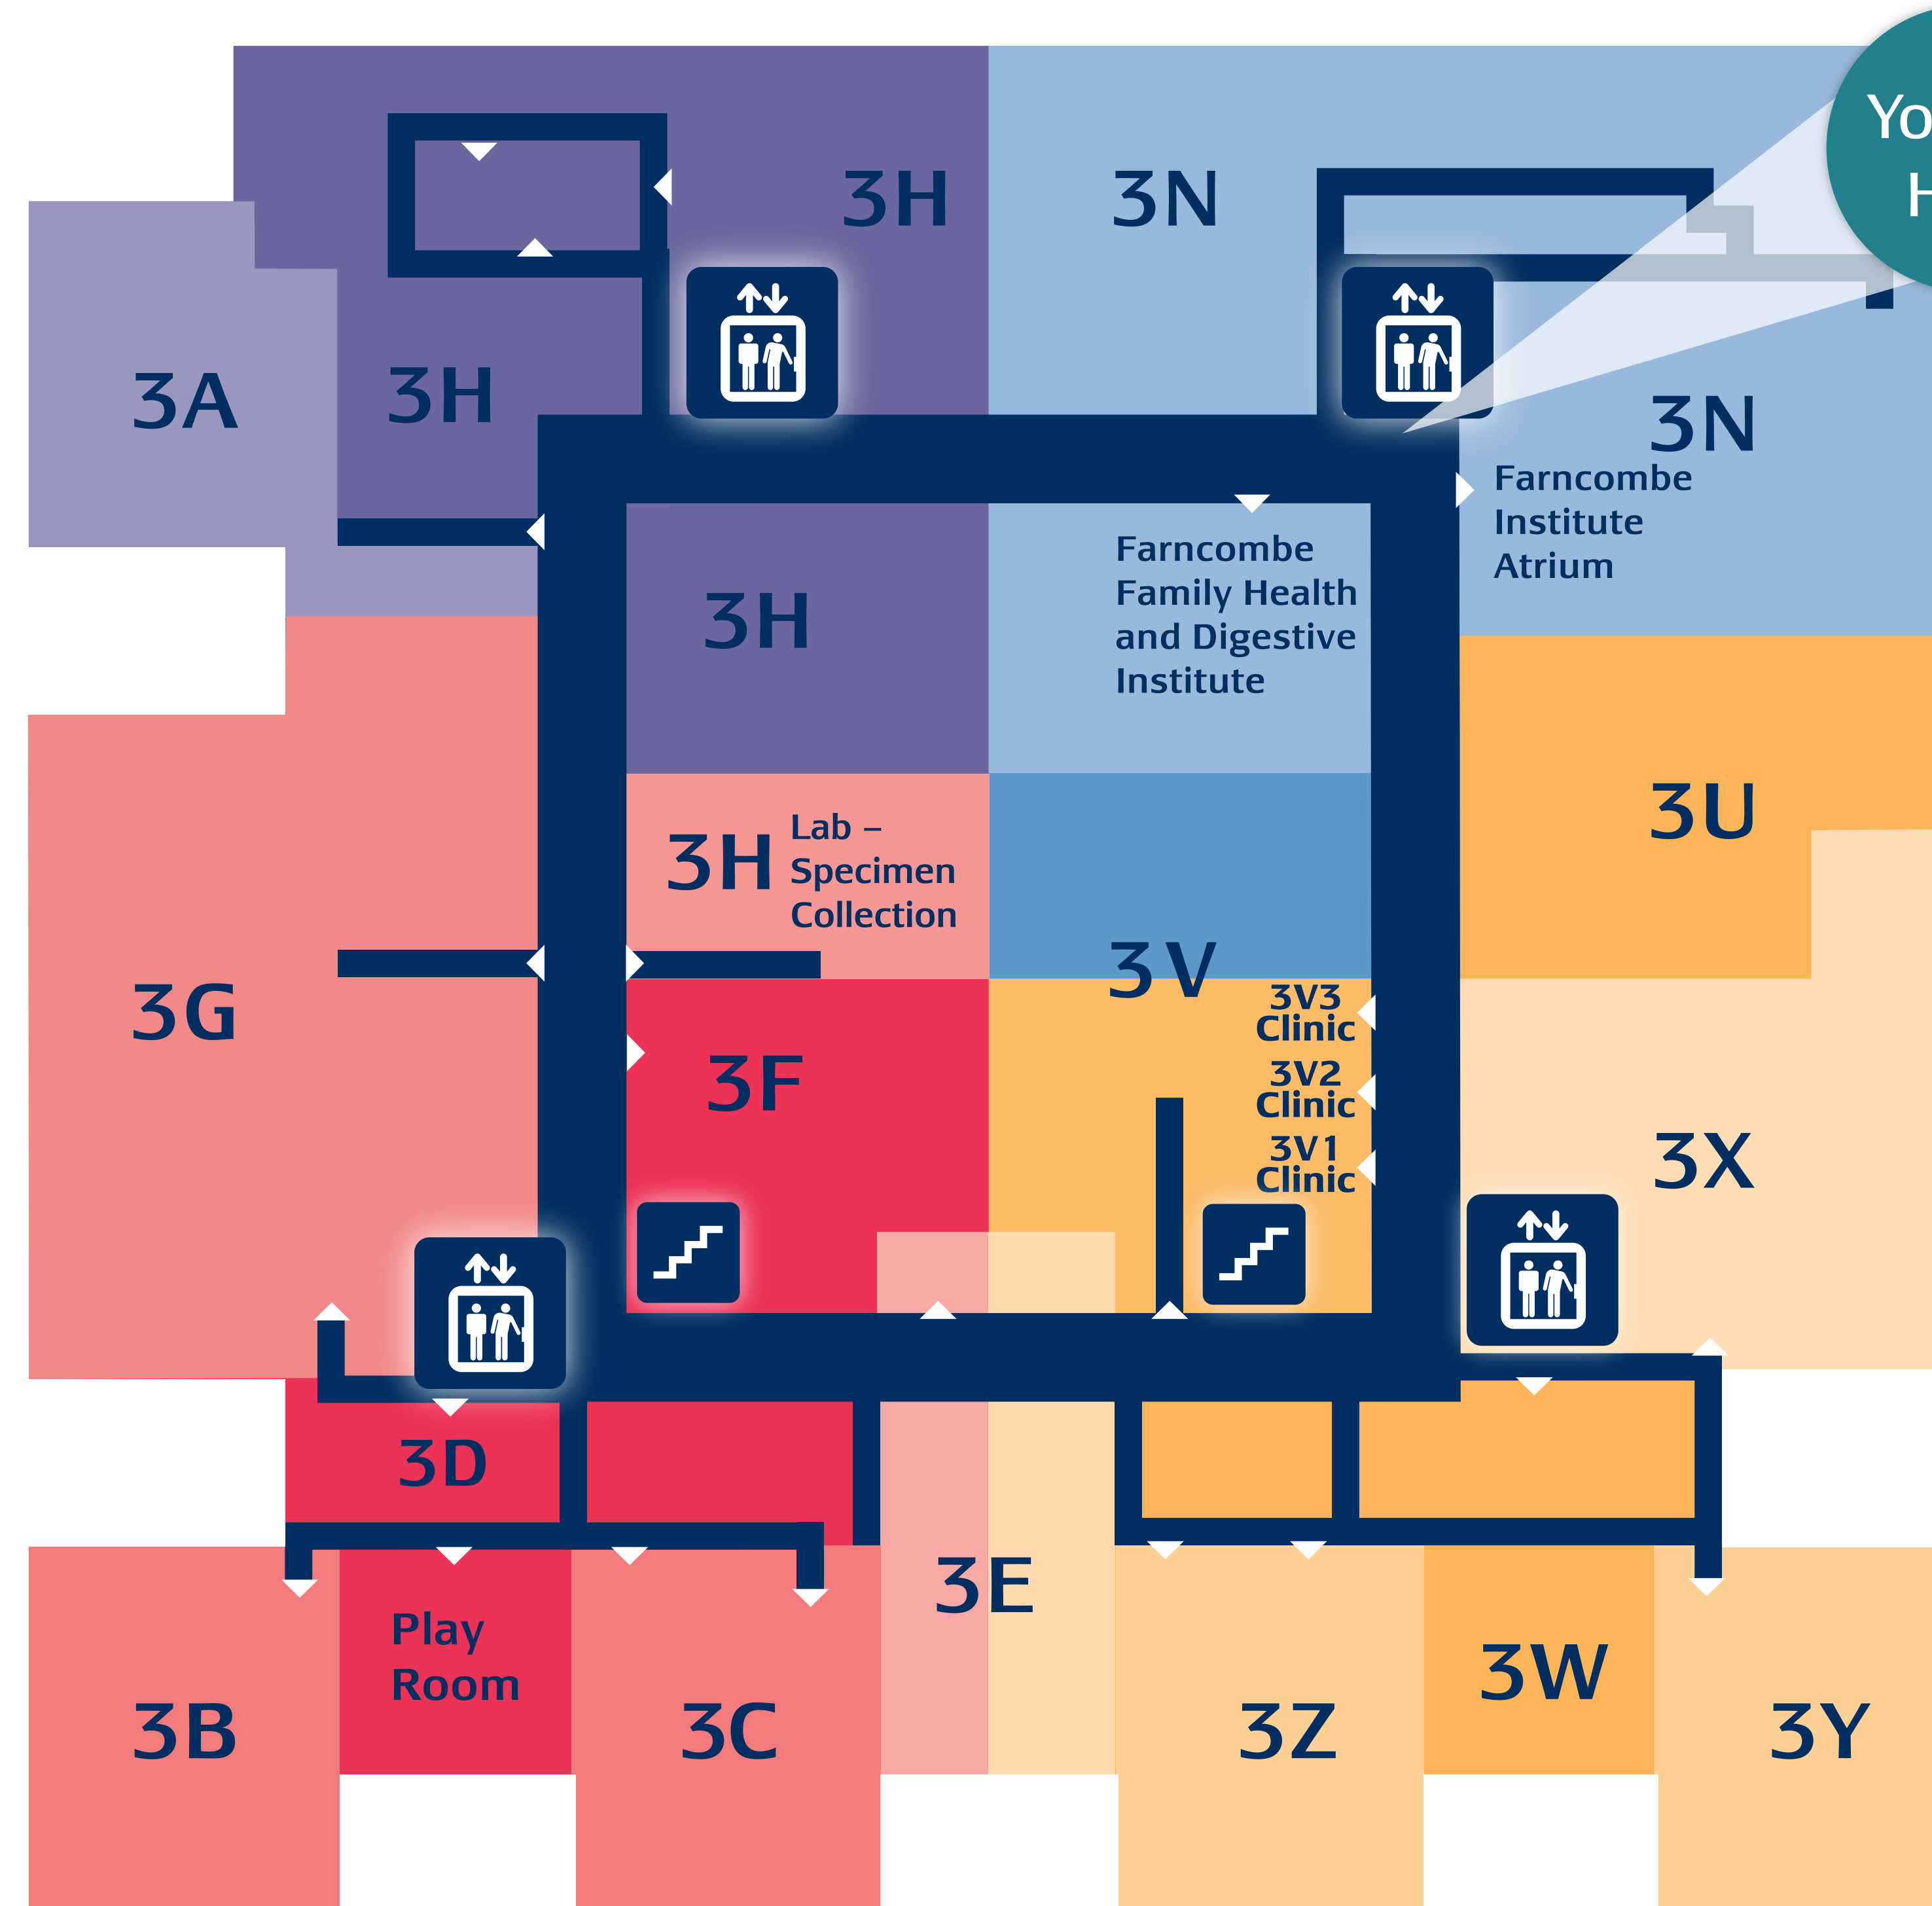 Yo
H
3H
3N
3A
3H
3N
Farncombe
Institute
Atrium
Farncombe
Family Health
and Digestive
Institute
3H
3U
3H
Lab –
Specimen
Collection
3V
3G
3V3
Clinic
3F
3V2
Clinic
3V1
Clinic
3X
3D
3E
Play
Room
3W
3B
3C
3Z
3Y